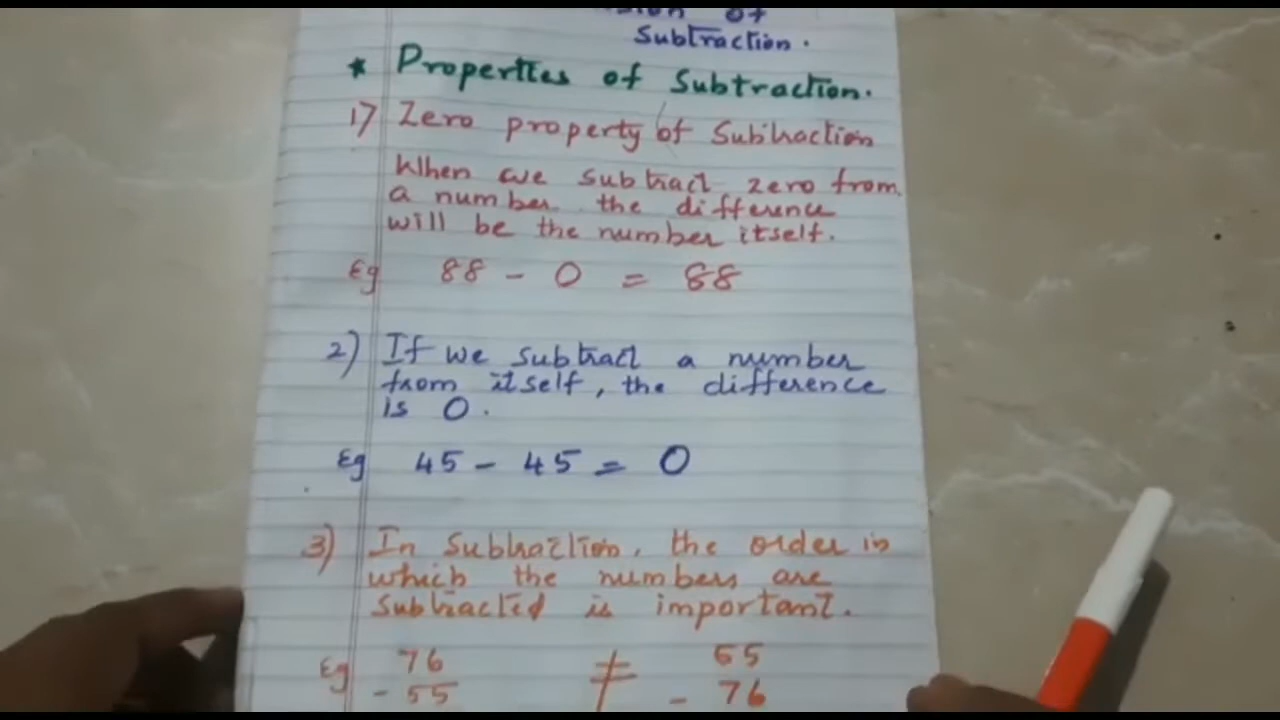 of
Subtraction.
* Properties of Subtraction.
1) Zero property of Subtraction
When we subtract zero from
a number the difference
will be the number itself.
Eg 88 - 0 = 88
2) If we subtract a number
from itself, the difference
is 0.
Eg 45 - 45 = 0
3) In Subtraction, the order in
which the numbers are
Subtracted is important.
Eg 76 ≠ 55
- 55 - 76